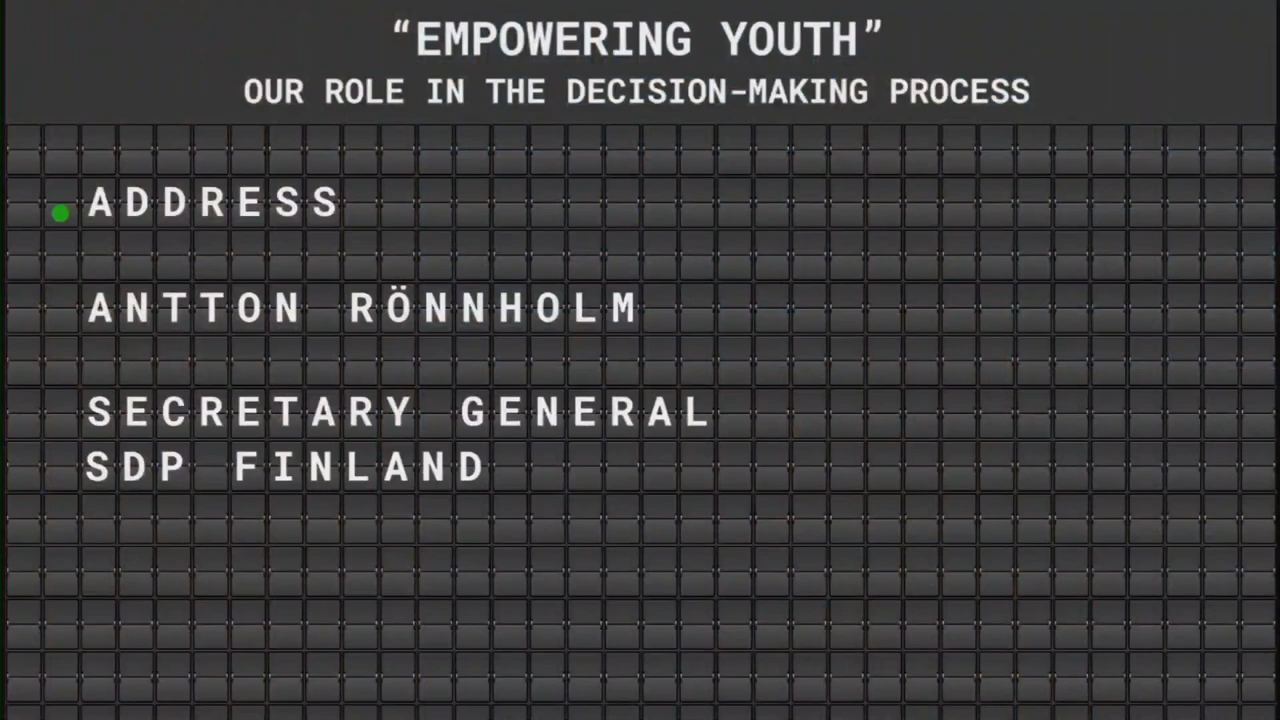 “EMPOWERING YOUTH”
OUR ROLE IN THE DECISION-MAKING PROCESS
ADDRESS
ANTTON RÖNNHOLM
SECRETARY GENERAL
SDP FINLAND